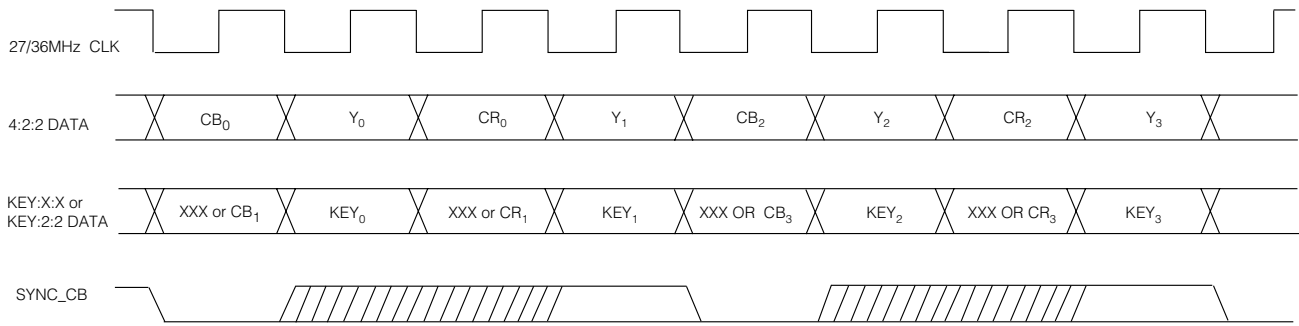 27/36MHz CLK
4:2:2 DATA
CB₀ Y₀ CR₀ Y₁ CB₂ Y₂ CR₂ Y₃
KEY:X:X or
KEY:2:2 DATA
XXX or CB₁ KEY₀ XXX or CR₁ KEY₁ XXX OR CB₃ KEY₂ XXX OR CR₃ KEY₃
SYNC_CB